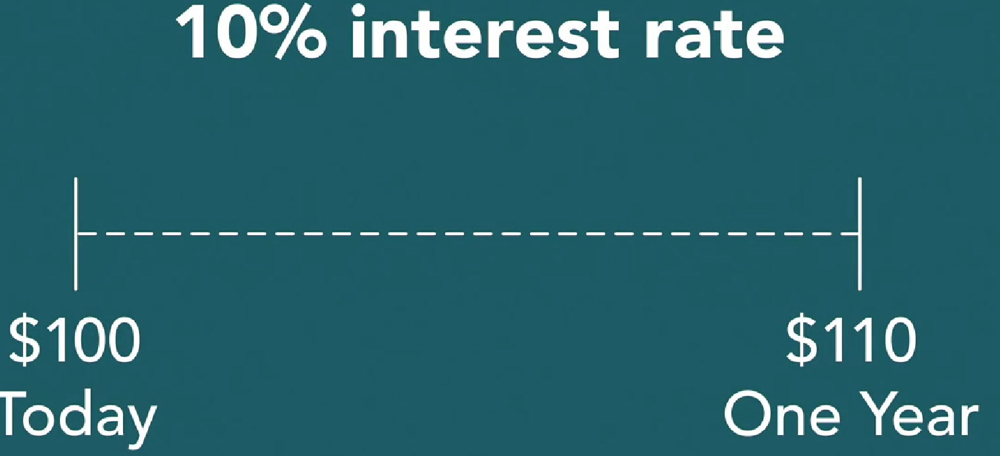 10% interest rate
$100 $110
Today One Year